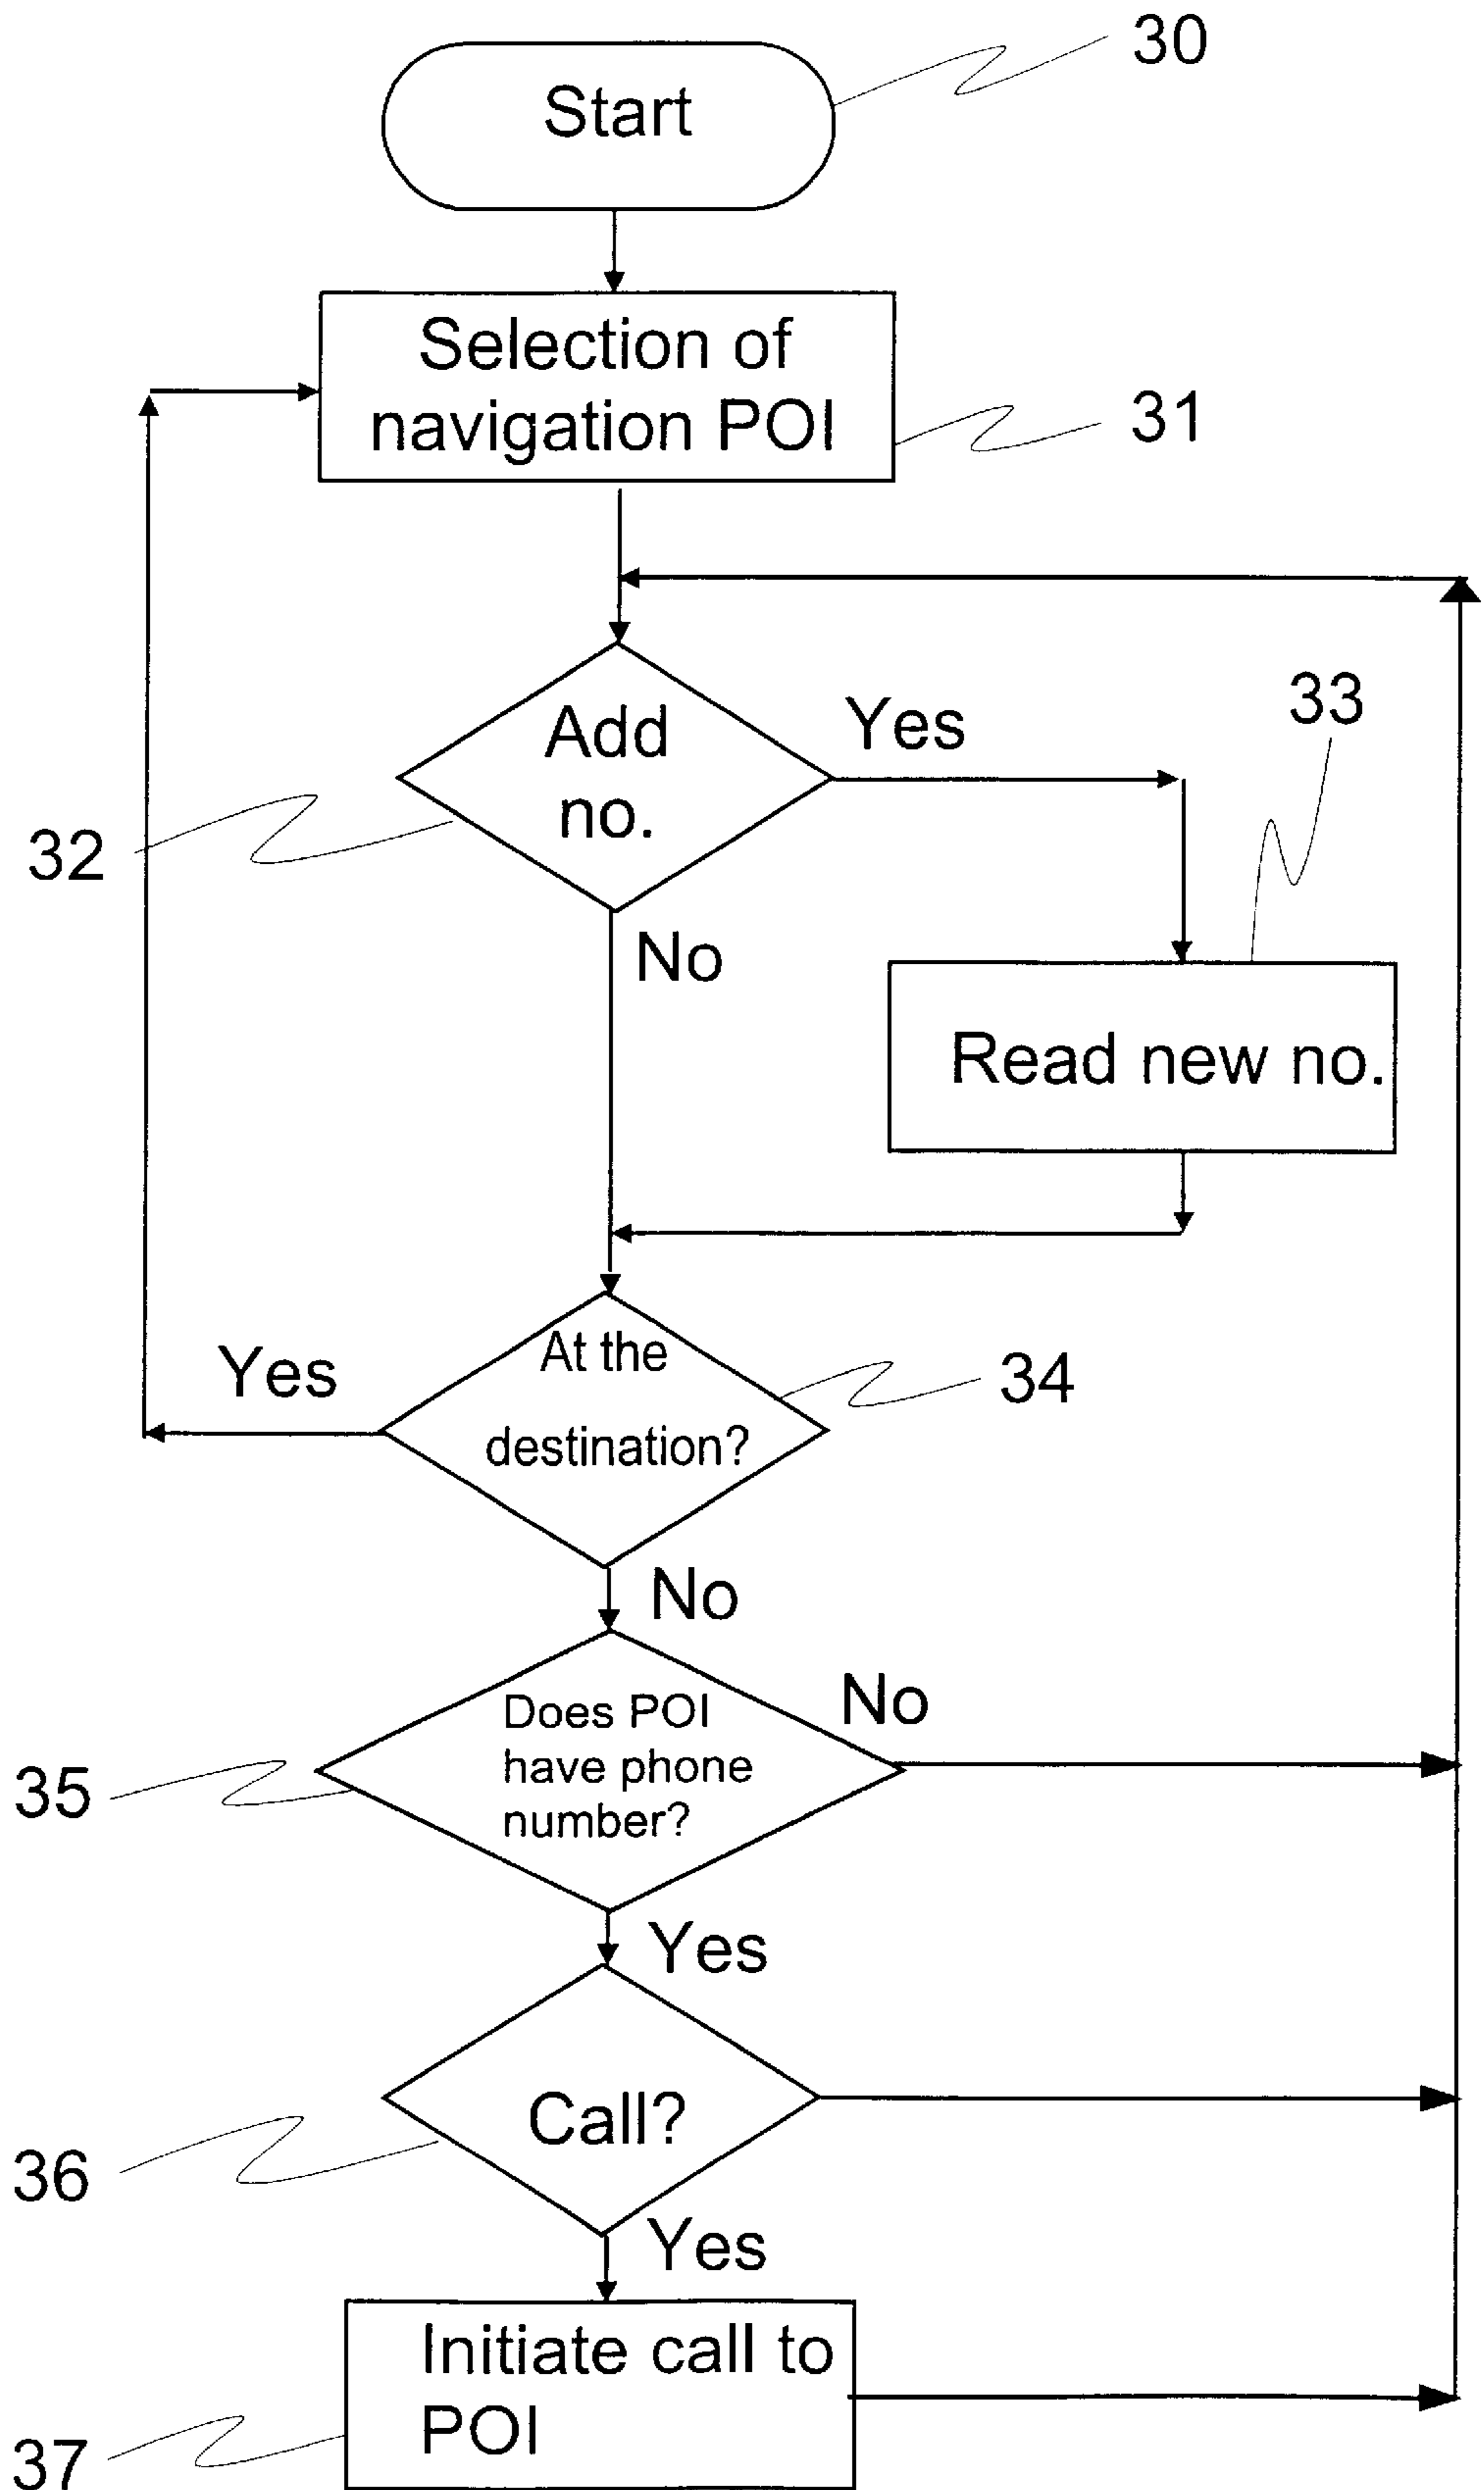 30
Start
Selection of
navigation POI
31
Add
no.
Yes
33
32
No
Read new no.
At the
destination?
Yes
34
No
Does POI
have phone
number?
No
35
Yes
Call?
36
Yes
Initiate call to
POI
37